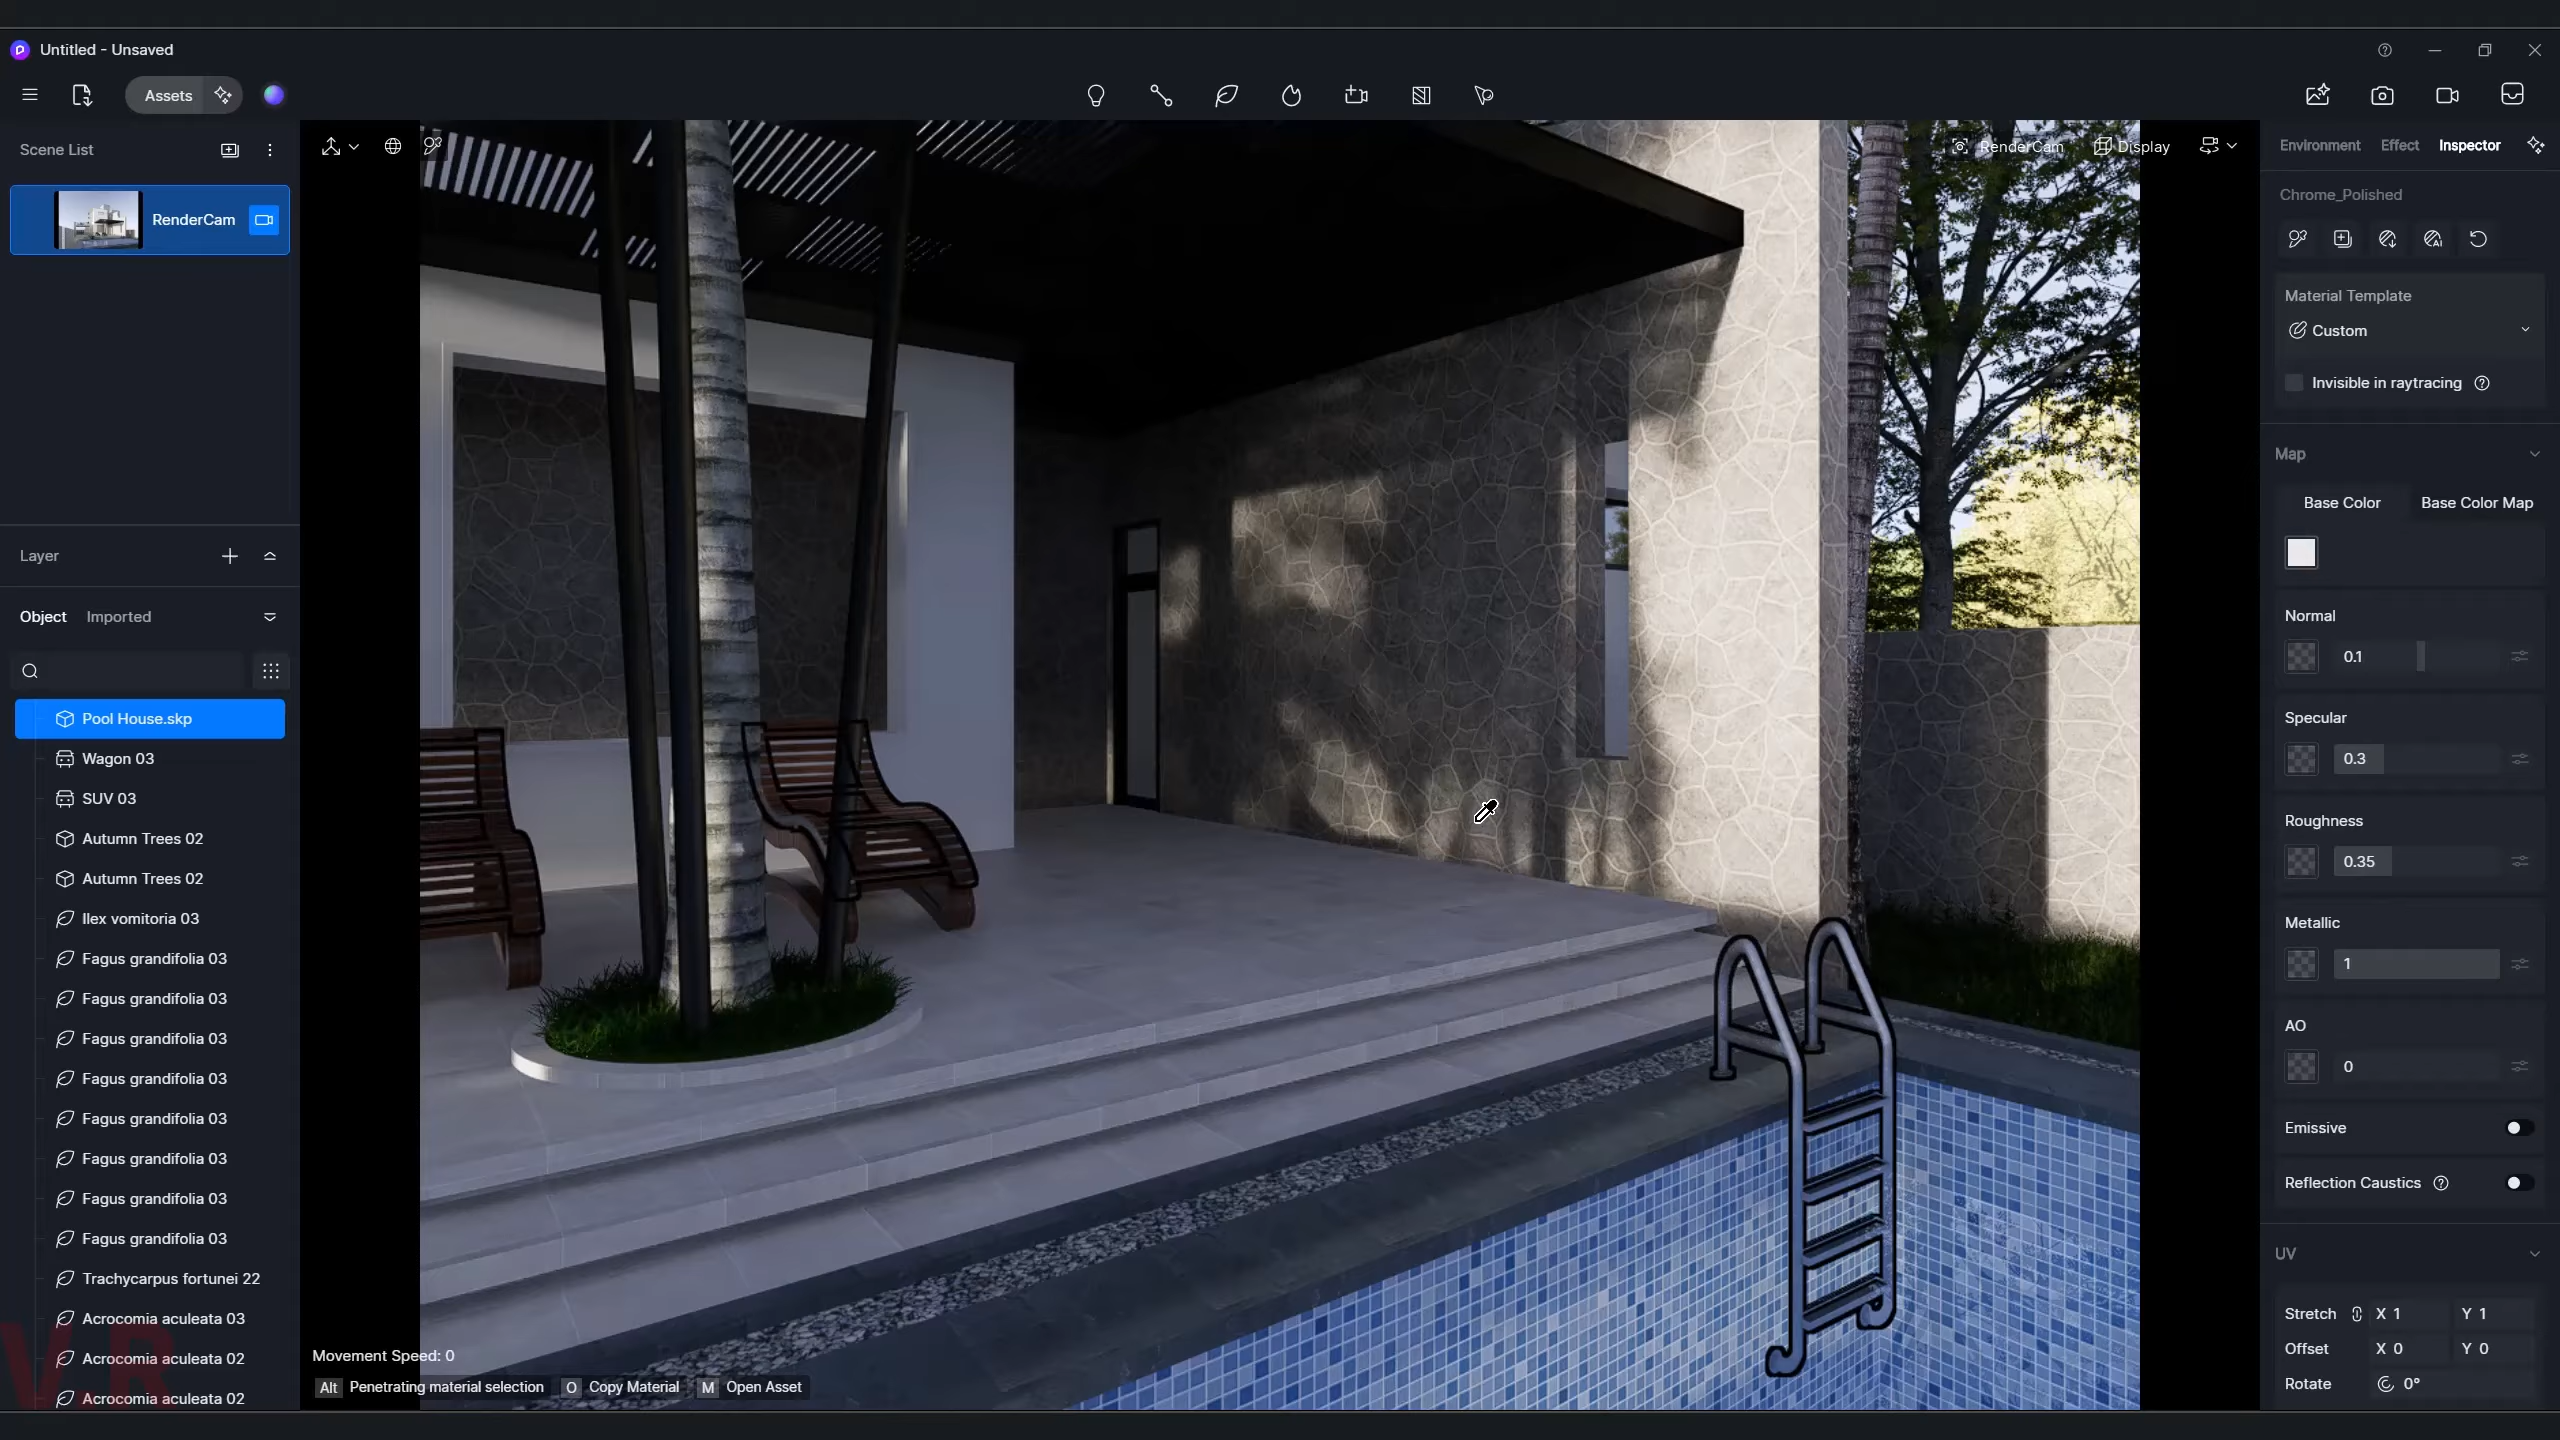 Untitled - Unsaved
Assets
Scene List
RenderCam
Layer
Object Imported
Pool House.skp
Wagon 03
SUV 03
Autumn Trees 02
Autumn Trees 02
Ilex vomitoria 03
Fagus grandifolia 03
Fagus grandifolia 03
Fagus grandifolia 03
Fagus grandifolia 03
Fagus grandifolia 03
Fagus grandifolia 03
Fagus grandifolia 03
Fagus grandifolia 03
Trachycarpus fortunei 22
Acrocomia aculeata 03
Acrocomia aculeata 02
Acrocomia aculeata 02
VR
RenderCam Display
Movement Speed: 0
Alt Penetrating material selection O Copy Material M Open Asset
Environment Effect Inspector
Chrome_Polished
AI
Material Template
Custom
Invisible in raytracing
Map
Base Color Base Color Map
Normal
0.1
Specular
0.3
Roughness
0.35
Metallic
1
AO
0
Emissive
Reflection Caustics
UV
Stretch X 1 Y 1
Offset X 0 Y 0
Rotate 0°